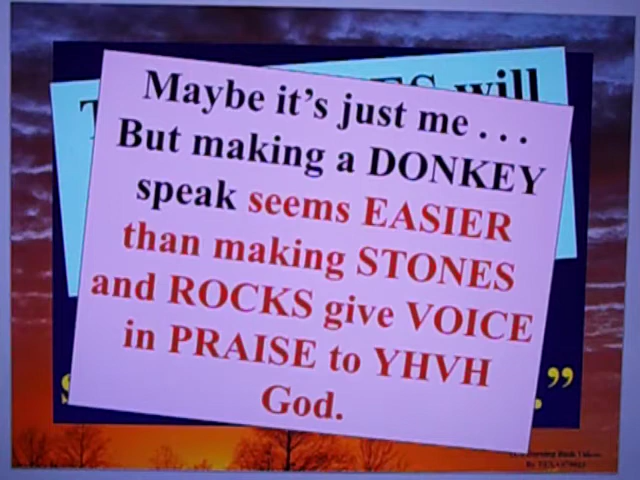 will
Maybe it's just me . . .
But making a DONKEY
speak seems EASIER
than making STONES
and ROCKS give VOICE
in PRAISE to YHVH
God.
.”